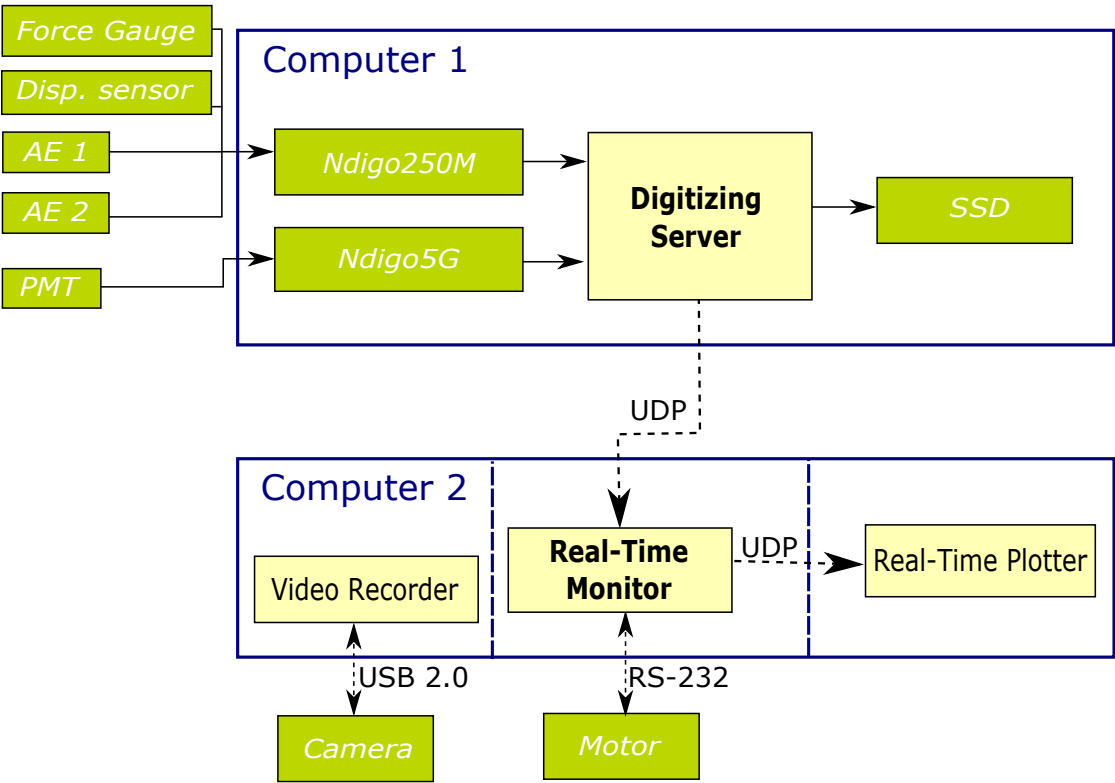 Force Gauge
Disp. sensor
AE 1
AE 2
PMT
Computer 1
Ndigo250M
Ndigo5G
Digitizing
Server
SSD
UDP
Computer 2
Video Recorder
Real-Time
Monitor
UDP
Real-Time Plotter
USB 2.0
RS-232
Camera
Motor